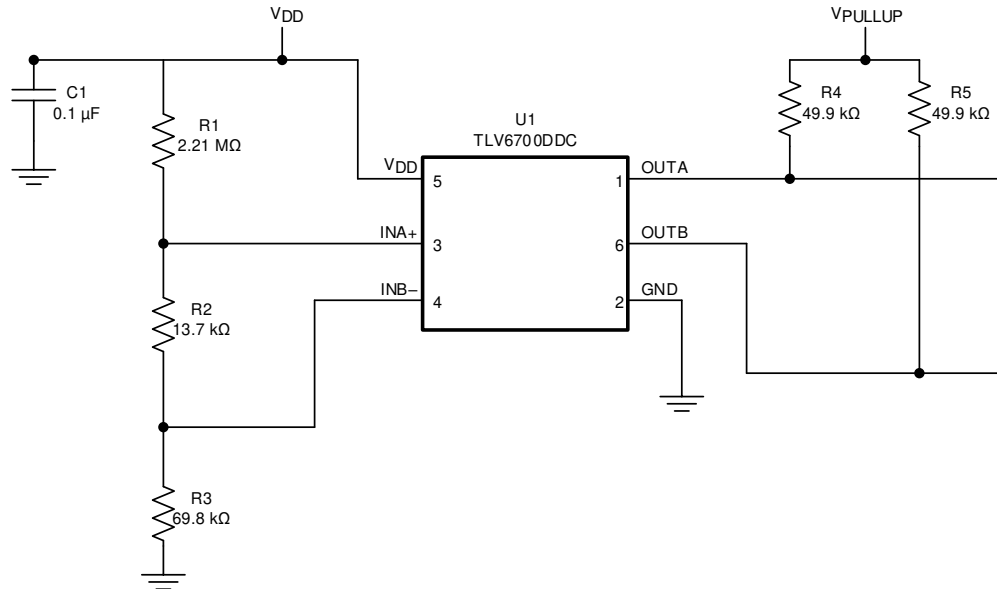 VDD
VPULLUP
C1
0.1 µF
R1
2.21 MΩ
R4
49.9 kΩ
R5
49.9 kΩ
U1
TLV6700DDC
VDD
5
1
OUTA
INA+
3
6
OUTB
INB–
4
2
GND
R2
13.7 kΩ
R3
69.8 kΩ